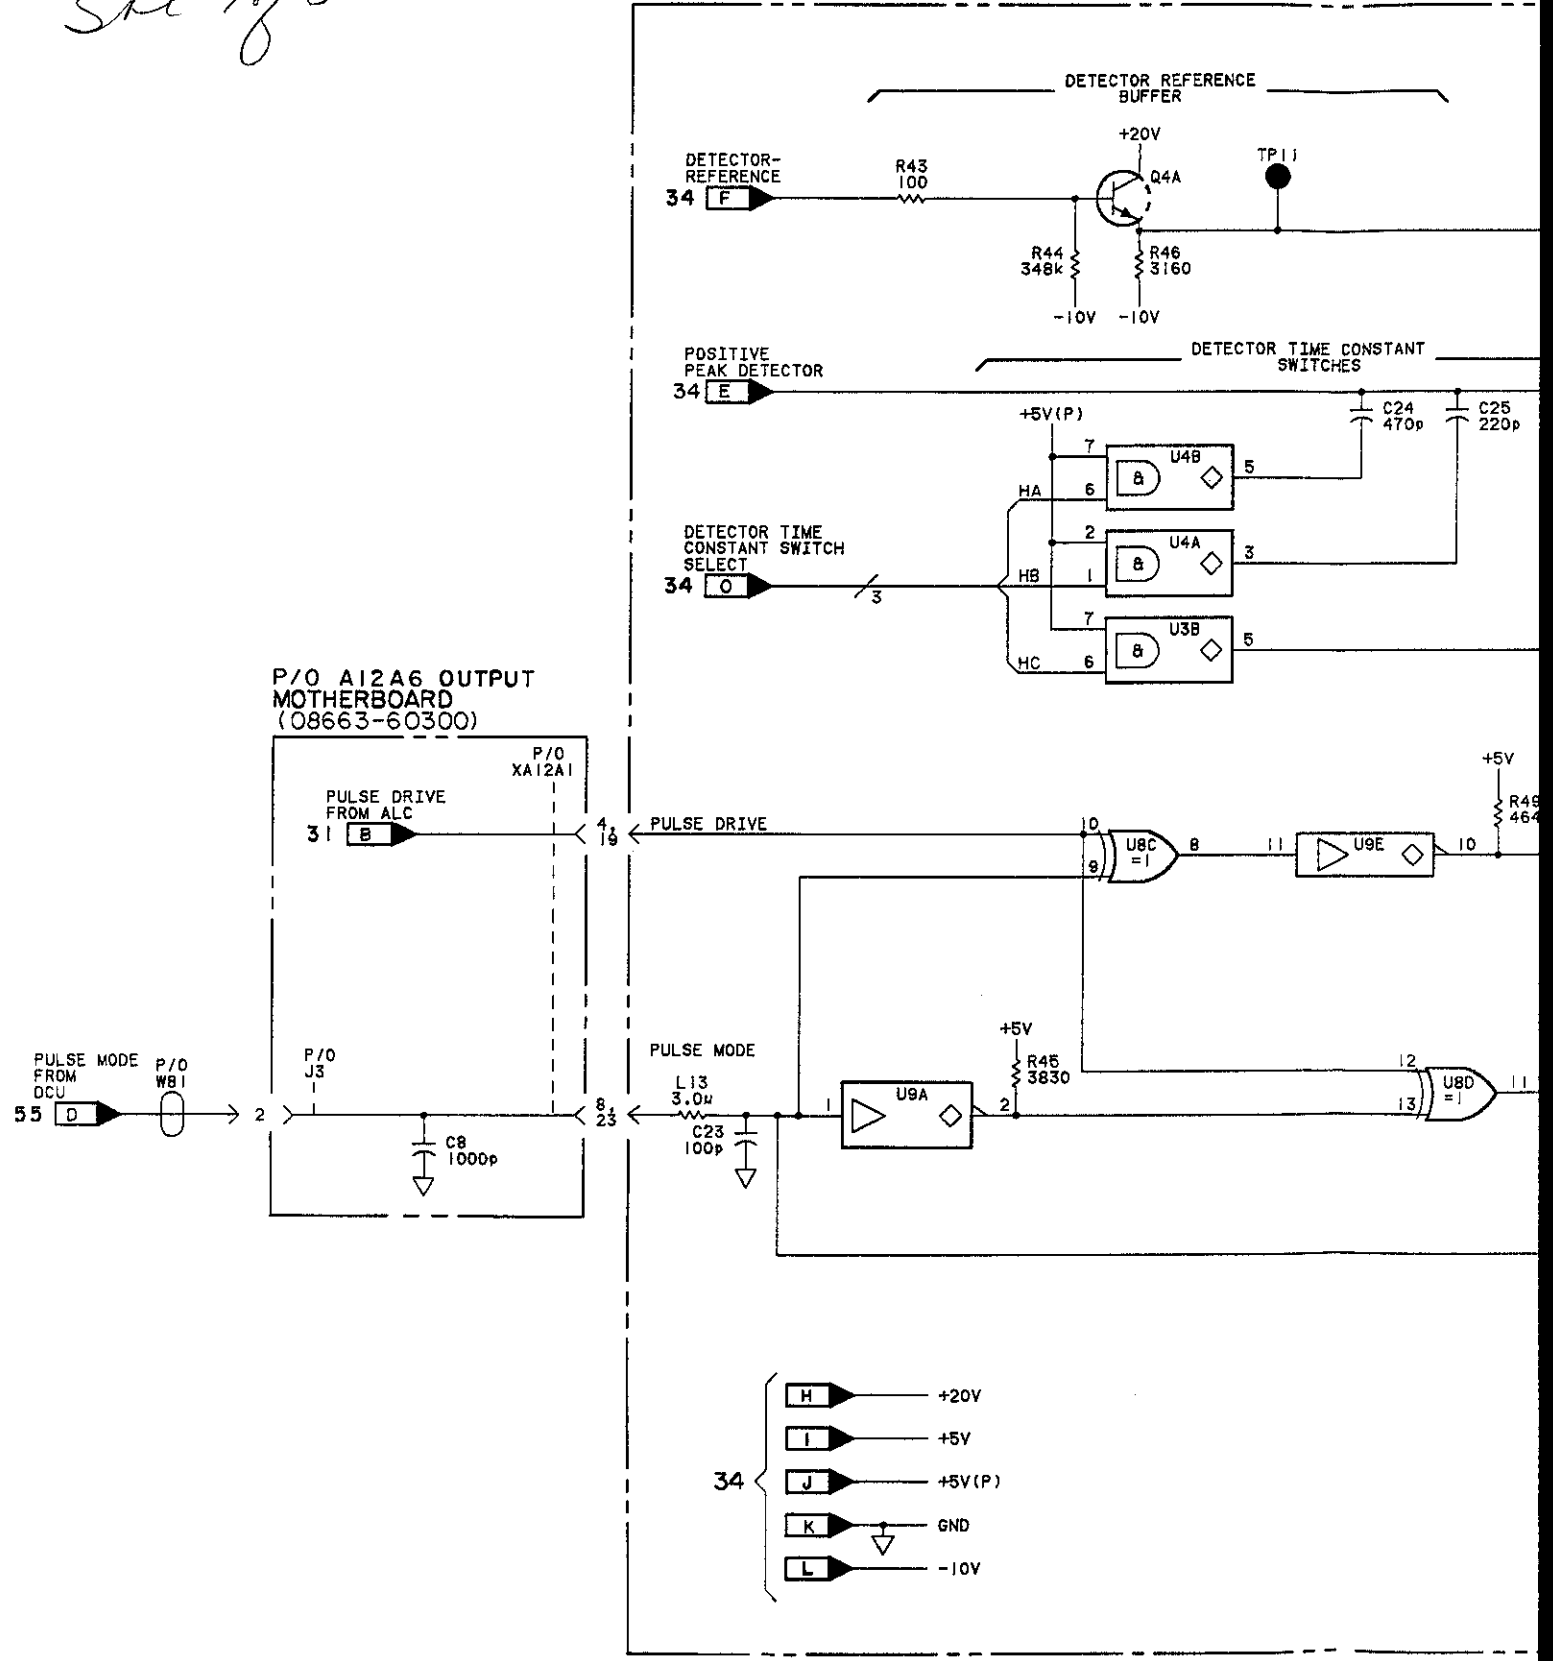 DETECTOR REFERENCE
BUFFER
+20V
TP11
Q4A
DETECTOR-
REFERENCE
34 F
R43
100
R44
348k
R46
3160
-10V -10V
POSITIVE
PEAK DETECTOR
34 E
DETECTOR TIME CONSTANT
SWITCHES
C24
470p
C25
220p
+5V(P)
7
U4B
&
5
HA 6
DETECTOR TIME
CONSTANT SWITCH
SELECT
34 O
3
2
U4A
&
3
HB 1
7
U3B
&
5
HC 6
P/O A12A6 OUTPUT
MOTHERBOARD
(08663-60300)
P/O
XA12A1
PULSE DRIVE
FROM ALC
31 B
4,
19
PULSE DRIVE
10
U8C
=1
8
9
11
U9E
10
+5V
R49
464
PULSE MODE
FROM
DCU
55 D
P/O
W81
2
P/O
J3
C8
1000p
8,
23
PULSE MODE
L13
3.0µ
C23
100p
1
U9A
2
+5V
R45
3830
12
U8D
=1
11
13
34
H +20V
I +5V
J +5V(P)
K GND
L -10V